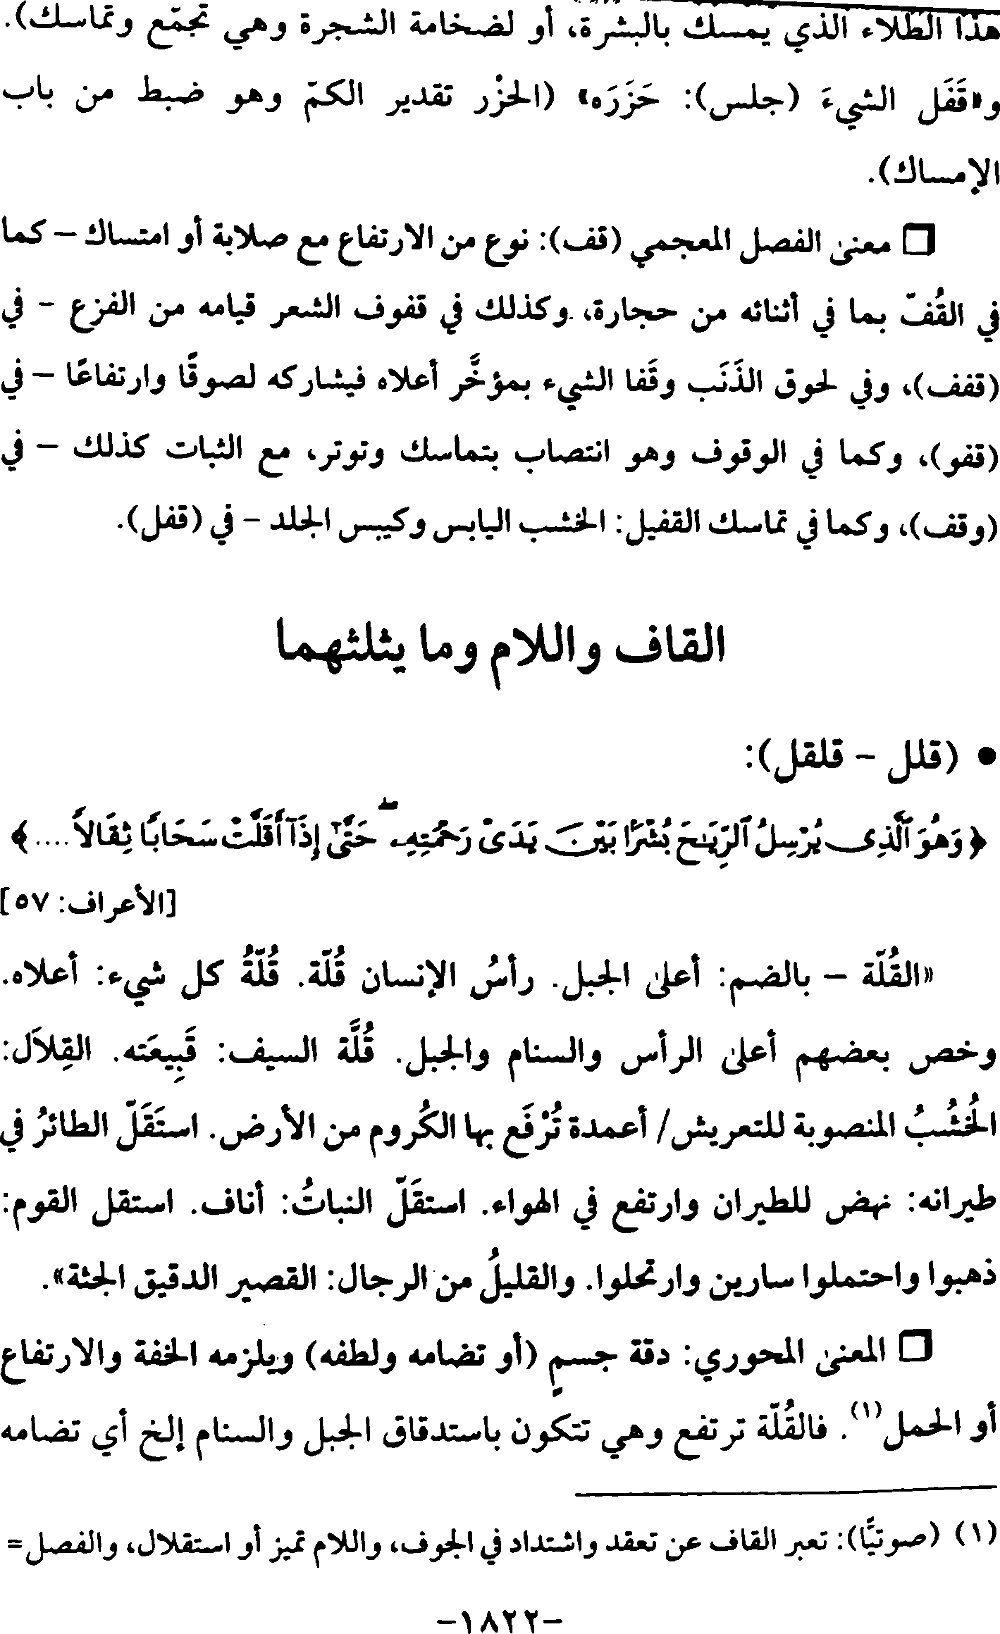 هذا الطلاء الذي يمسك بالبشرة، أو لضخامة الشجرة وهي تجمّع وتماسك).
و«قَفَل الشيءَ (جلس): حَزَرَه» (الحزْر تقدير الكمّ وهو ضبط من باب
الإمساك).
❒ معنى الفصل المعجمي (قف): نوع من الارتفاع مع صلابة أو امتساك – كما
في القُفّ بما في أثنائه من حجارة، وكذلك في قفوف الشعر قيامه من الفزع - في
(قفف)، وفي لحوق الذَنَب وقَفا الشيء بمؤخَّر أعلاه فيشاركه لصوقًا وارتفاعًا – في
(قفو)، وكما في الوقوف وهو انتصاب بتماسك وتوتر، مع الثبات كذلك – في
(وقف)، وكما في تماسك القفيل: الخشب اليابس وكيبس الجلد - في (قفل).
القاف واللام وما يثلثهما
• (قلل - قلقل):
﴿وَهُوَ ٱلَّذِى يُرْسِلُ ٱلرِّيَـٰحَ بُشْرًۢا بَيْنَ يَدَىْ رَحْمَتِهِۦ ۖ حَتَّىٰٓ إِذَآ أَقَلَّتْ سَحَابًا ثِقَالاً ....﴾
[الأعراف: ٥٧]
«القُلّة – بالضم: أعلى الجبل. رأسُ الإنسان قُلّة. قُلّةُ كل شيء: أعلاه.
وخص بعضهم أعلى الرأس والسنام والجبل. قُلَّة السيف: قَبِيعَته. القِلاَل:
الخُشُبُ المنصوبة للتعريش/ أعمدة تُرْفَع بها الكُروم من الأرض. استَقَلّ الطائرُ في
طيرانه: نهض للطيران وارتفع في الهواء. استقَلّ النباتُ: أناف. استقل القوم:
ذهبوا واحتملوا سارين وارتحلوا. والقليلُ من الرجال: القصير الدقيق الجثة».
❒ المعنى المحوري: دقة جسمٍ (أو تضامه ولطفه) ويلزمه الخفة والارتفاع
أو الحمل(١). فالقُلّة ترتفع وهي تتكون باستدقاق الجبل والسنام إلخ أي تضامه
(١) (صوتيًّا): تعبر القاف عن تعقد واشتداد في الجوف، واللام تميز أو استقلال، والفصل=
-١٨٢٢-